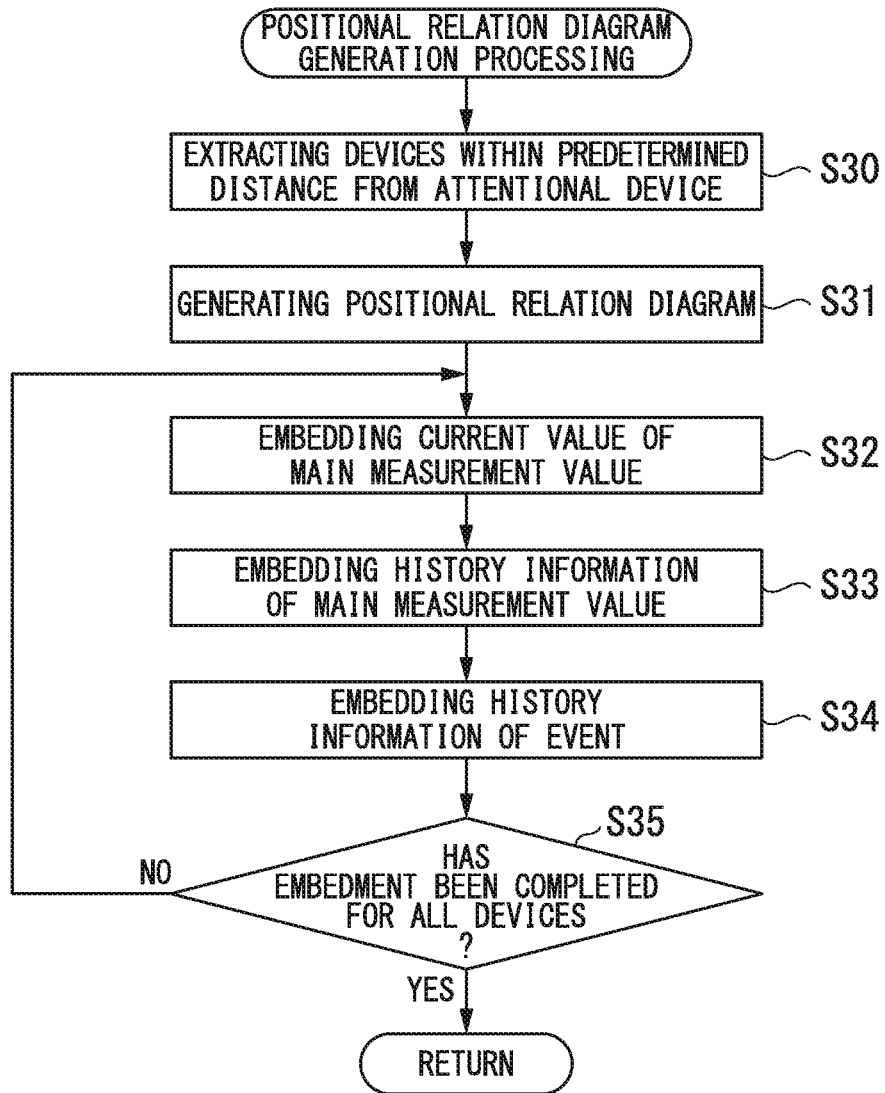 POSITIONAL RELATION DIAGRAM
GENERATION PROCESSING
EXTRACTING DEVICES WITHIN PREDETERMINED
DISTANCE FROM ATTENTIONAL DEVICE
S30
GENERATING POSITIONAL RELATION DIAGRAM
S31
EMBEDDING CURRENT VALUE OF
MAIN MEASUREMENT VALUE
S32
EMBEDDING HISTORY INFORMATION
OF MAIN MEASUREMENT VALUE
S33
EMBEDDING HISTORY
INFORMATION OF EVENT
S34
S35
HAS
EMBEDMENT BEEN COMPLETED
FOR ALL DEVICES
?
NO
YES
RETURN